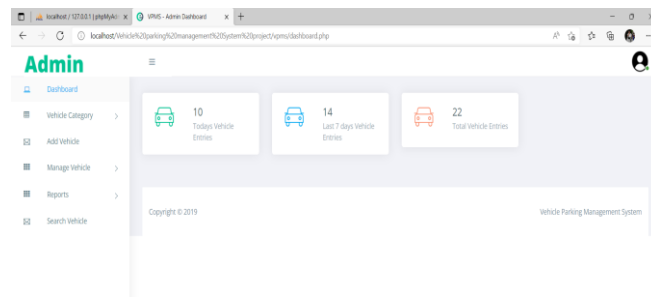 localhost / 127.0.0.1 | phpMyAd
VPMS - Admin Dashboard
localhost/Vehicle%20parking%20management%20System%20project/vpms/dashboard.php
Admin
Dashboard
Vehicle Category
Add Vehicle
Manage Vehicle
Reports
Search Vehicle
10
Todays Vehicle
Entries
14
Last 7 days Vehicle
Entries
22
Total Vehicle Entries
Copyright © 2019
Vehicle Parking Management System